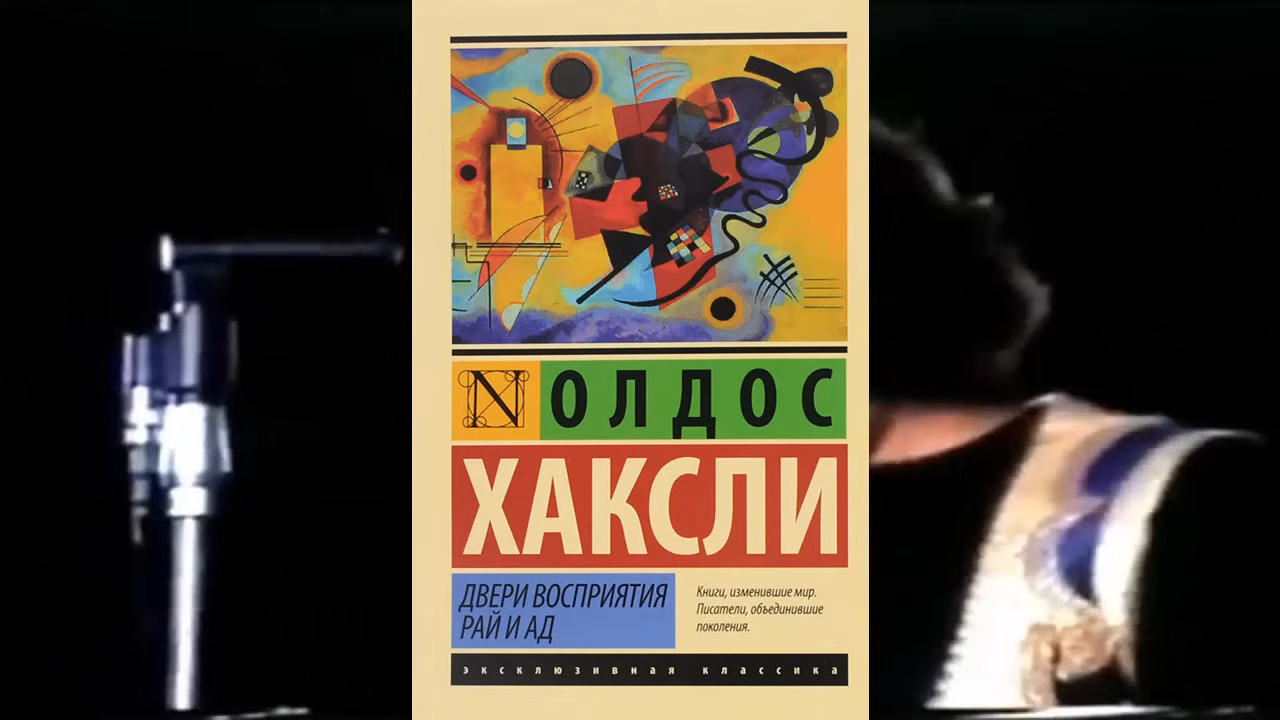 N ОЛДОС
ХАКСЛИ
ДВЕРИ ВОСПРИЯТИЯ
РАЙ И АД
Книги, изменившие мир.
Писатели, объединившие
поколения.
эксклюзивная классика